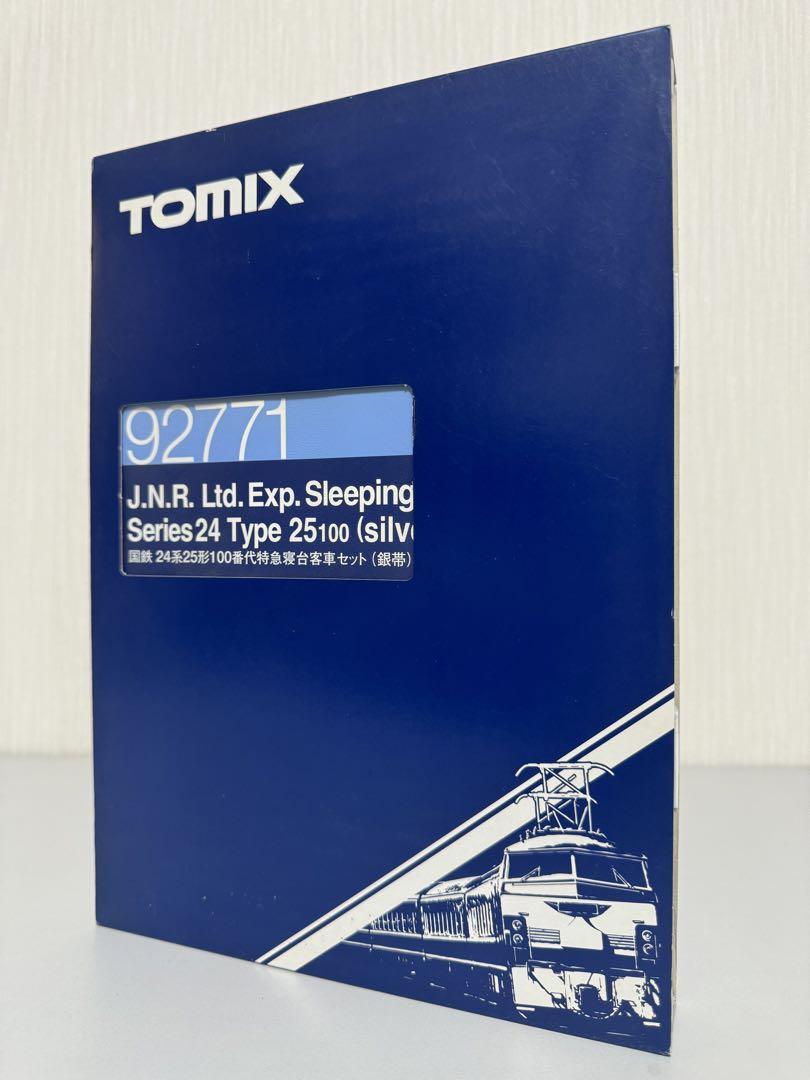 TOMIX
92771
J.N.R. Ltd. Exp. Sleeping
Series 24 Type 25100 (silv
国鉄 24系25形100番代特急寝台客車セット(銀帯)